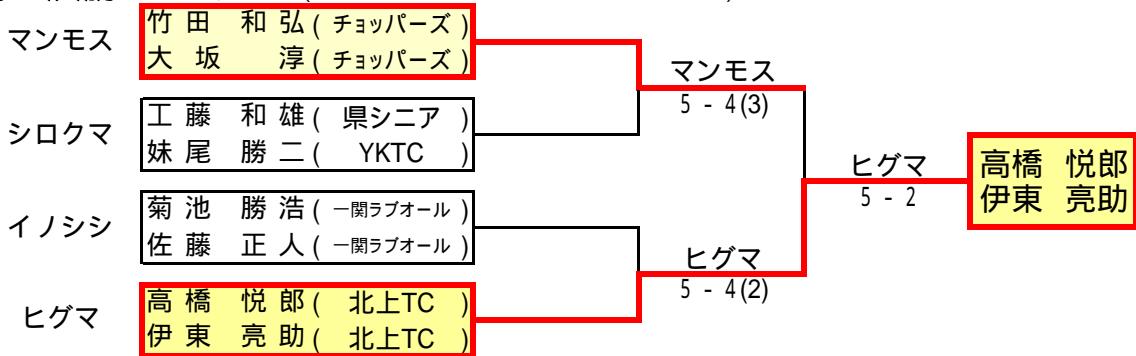 マンモス
竹田 和弘(チョッパーズ)
大坂 淳(チョッパーズ)
シロクマ
工藤 和雄(県シニア)
妹尾 勝二(YKTC)
イノシシ
菊池 勝浩(一関ラブオール)
佐藤 正人(一関ラブオール)
ヒグマ
高橋 悦郎(北上TC)
伊東 亮助(北上TC)
マンモス
5 - 4(3)
ヒグマ
5 - 4(2)
ヒグマ
5 - 2
高橋 悦郎
伊東 亮助